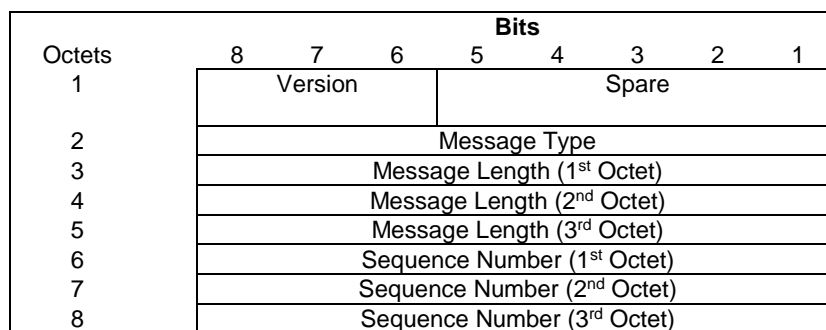 Bits
Octets 8 7 6 5 4 3 2 1
1 Version Spare
2 Message Type
3 Message Length (1st Octet)
4 Message Length (2nd Octet)
5 Message Length (3rd Octet)
6 Sequence Number (1st Octet)
7 Sequence Number (2nd Octet)
8 Sequence Number (3rd Octet)